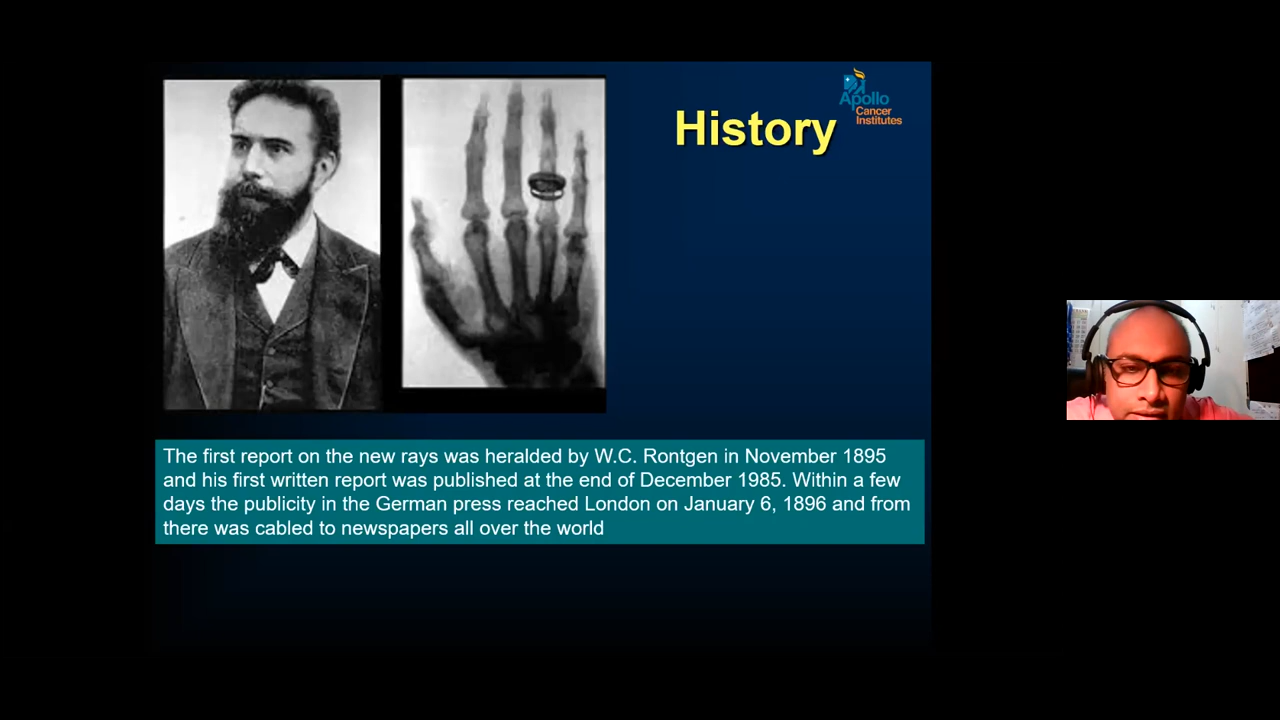 History
Apollo
Cancer
Institutes
The first report on the new rays was heralded by W.C. Rontgen in November 1895
and his first written report was published at the end of December 1985. Within a few
days the publicity in the German press reached London on January 6, 1896 and from
there was cabled to newspapers all over the world